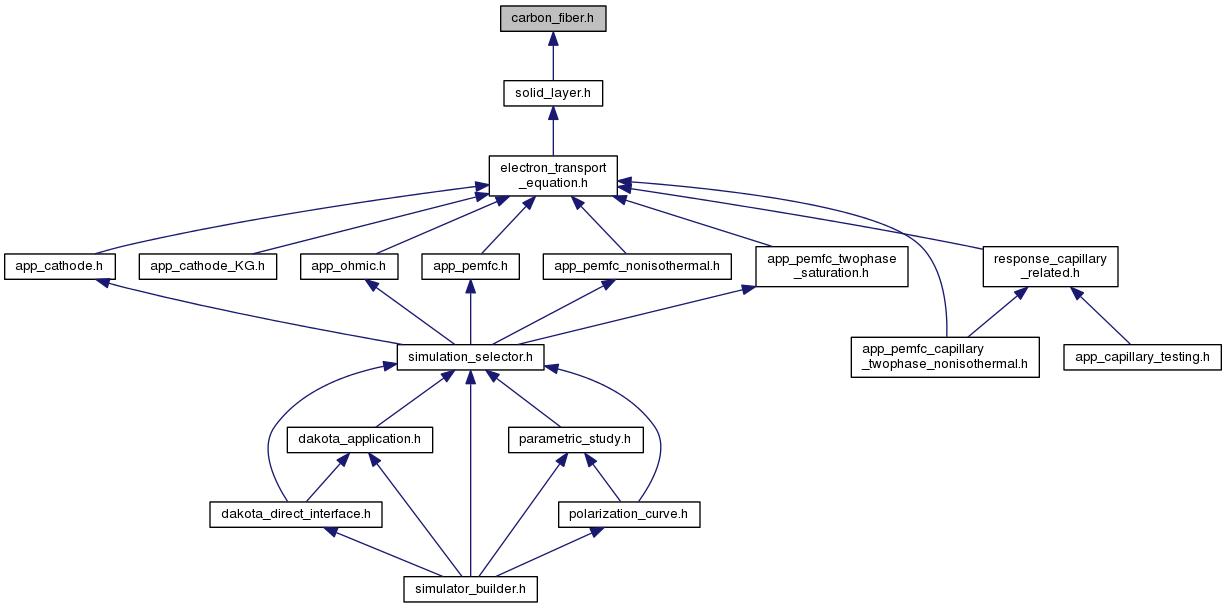 carbon_fiber.h
solid_layer.h
electron_transport
_equation.h
app_cathode.h
app_cathode_KG.h
app_ohmic.h
app_pemfc.h
app_pemfc_nonisothermal.h
app_pemfc_twophase
_saturation.h
response_capillary
_related.h
simulation_selector.h
app_pemfc_capillary
_twophase_nonisothermal.h
app_capillary_testing.h
dakota_application.h
parametric_study.h
dakota_direct_interface.h
polarization_curve.h
simulator_builder.h